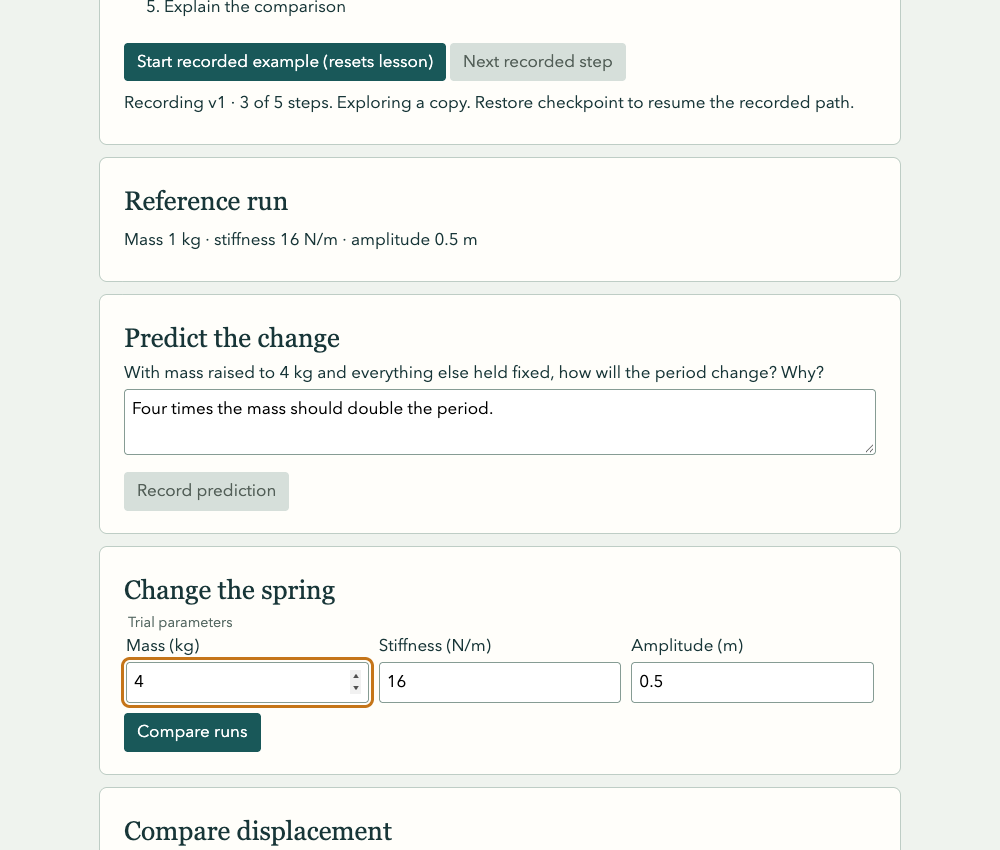 5. Explain the comparison
Start recorded example (resets lesson) Next recorded step
Recording v1 · 3 of 5 steps. Exploring a copy. Restore checkpoint to resume the recorded path.
Reference run
Mass 1 kg · stiffness 16 N/m · amplitude 0.5 m
Predict the change
With mass raised to 4 kg and everything else held fixed, how will the period change? Why?
Four times the mass should double the period.
Record prediction
Change the spring
Trial parameters
Mass (kg) Stiffness (N/m) Amplitude (m)
4 16 0.5
Compare runs
Compare displacement